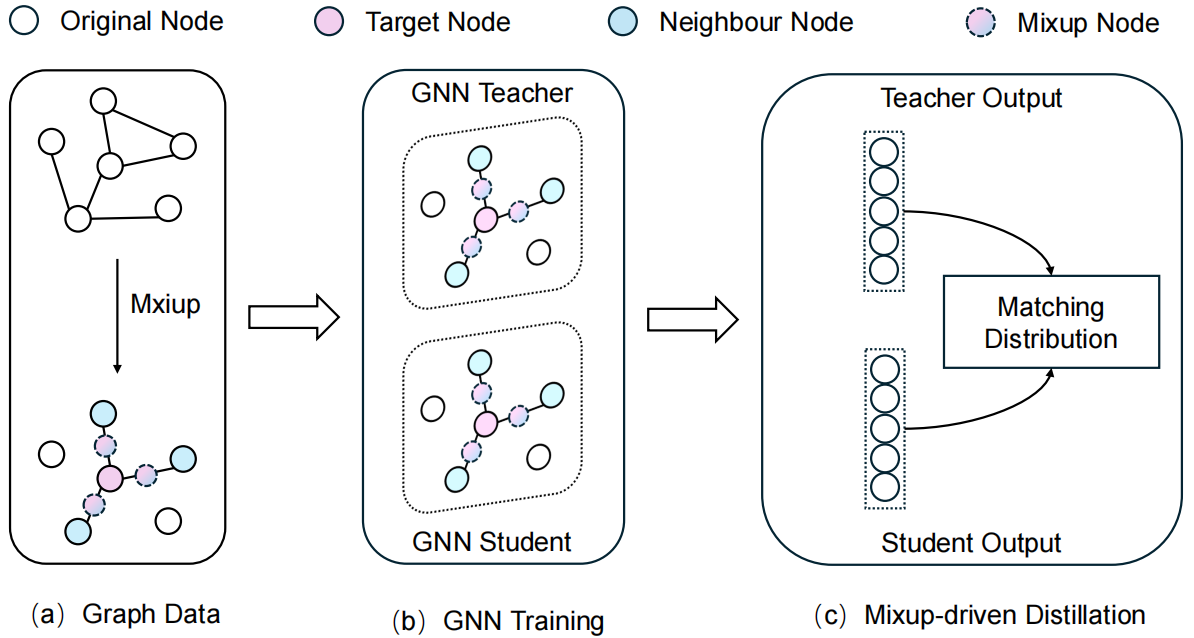 Original Node
Target Node
Neighbour Node
Mixup Node
Mxiup
(a) Graph Data
GNN Teacher
GNN Student
(b) GNN Training
Teacher Output
Matching
Distribution
Student Output
(c) Mixup-driven Distillation